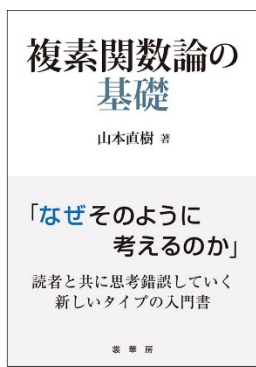 複素関数論の
基礎
山本直樹 著
「なぜそのように
考えるのか」
読者と共に思考錯誤していく
新しいタイプの入門書
裳華房